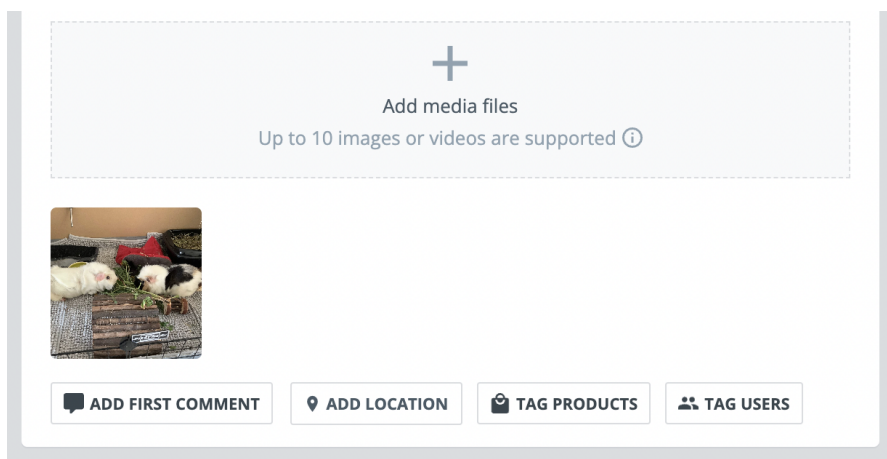 Add media files
Up to 10 images or videos are supported
ADD FIRST COMMENT
ADD LOCATION
TAG PRODUCTS
TAG USERS